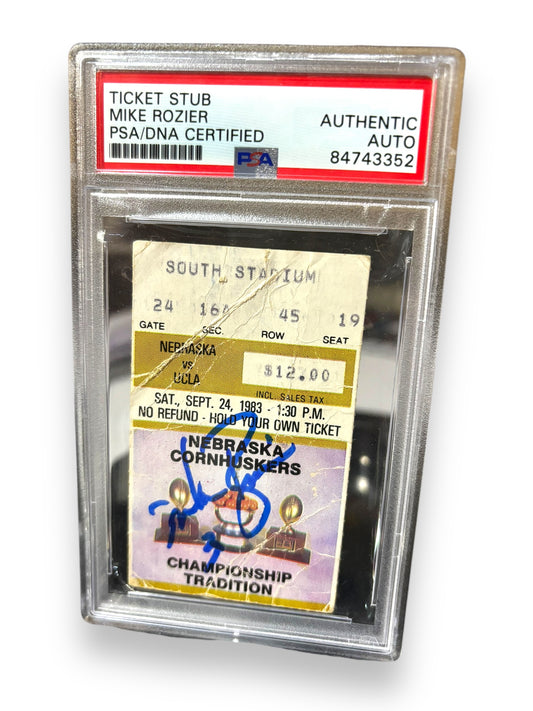 TICKET STUB
MIKE ROZIER
PSA/DNA CERTIFIED
AUTHENTIC
AUTO
84743352
PSA
SOUTH STADIUM
24 16A 45 19
GATE SEC. ROW SEAT
NEBRASKA
VS
UCLA
$12.00
INCL. SALES TAX
SAT., SEPT. 24, 1983 - 1:30 P.M.
NO REFUND - HOLD YOUR OWN TICKET
NEBRASKA
CORNHUSKERS
Mike Rozier
CHAMPIONSHIP
TRADITION